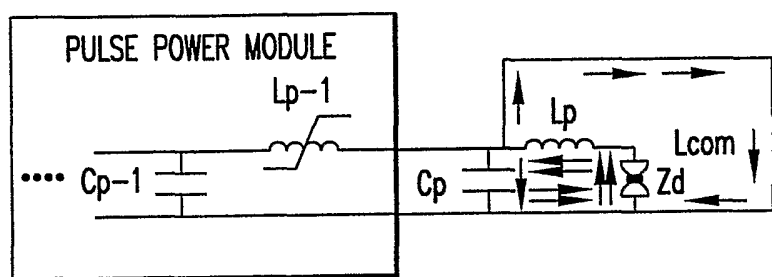 PULSE POWER MODULE
Lp-1
Lp
Lcom
Cp-1
Cp
Zd